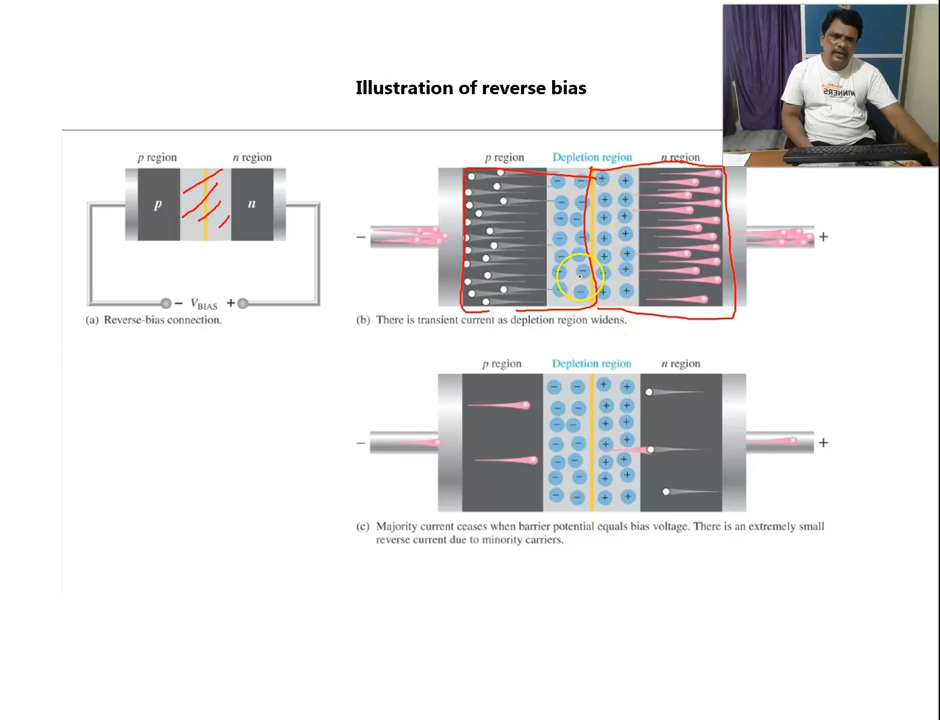 Illustration of reverse bias
WINNERS
p region n region
p n
− VBIAS +
(a) Reverse-bias connection.
p region Depletion region n region
− +
(b) There is transient current as depletion region widens.
p region Depletion region n region
− +
(c) Majority current ceases when barrier potential equals bias voltage. There is an extremely small
reverse current due to minority carriers.